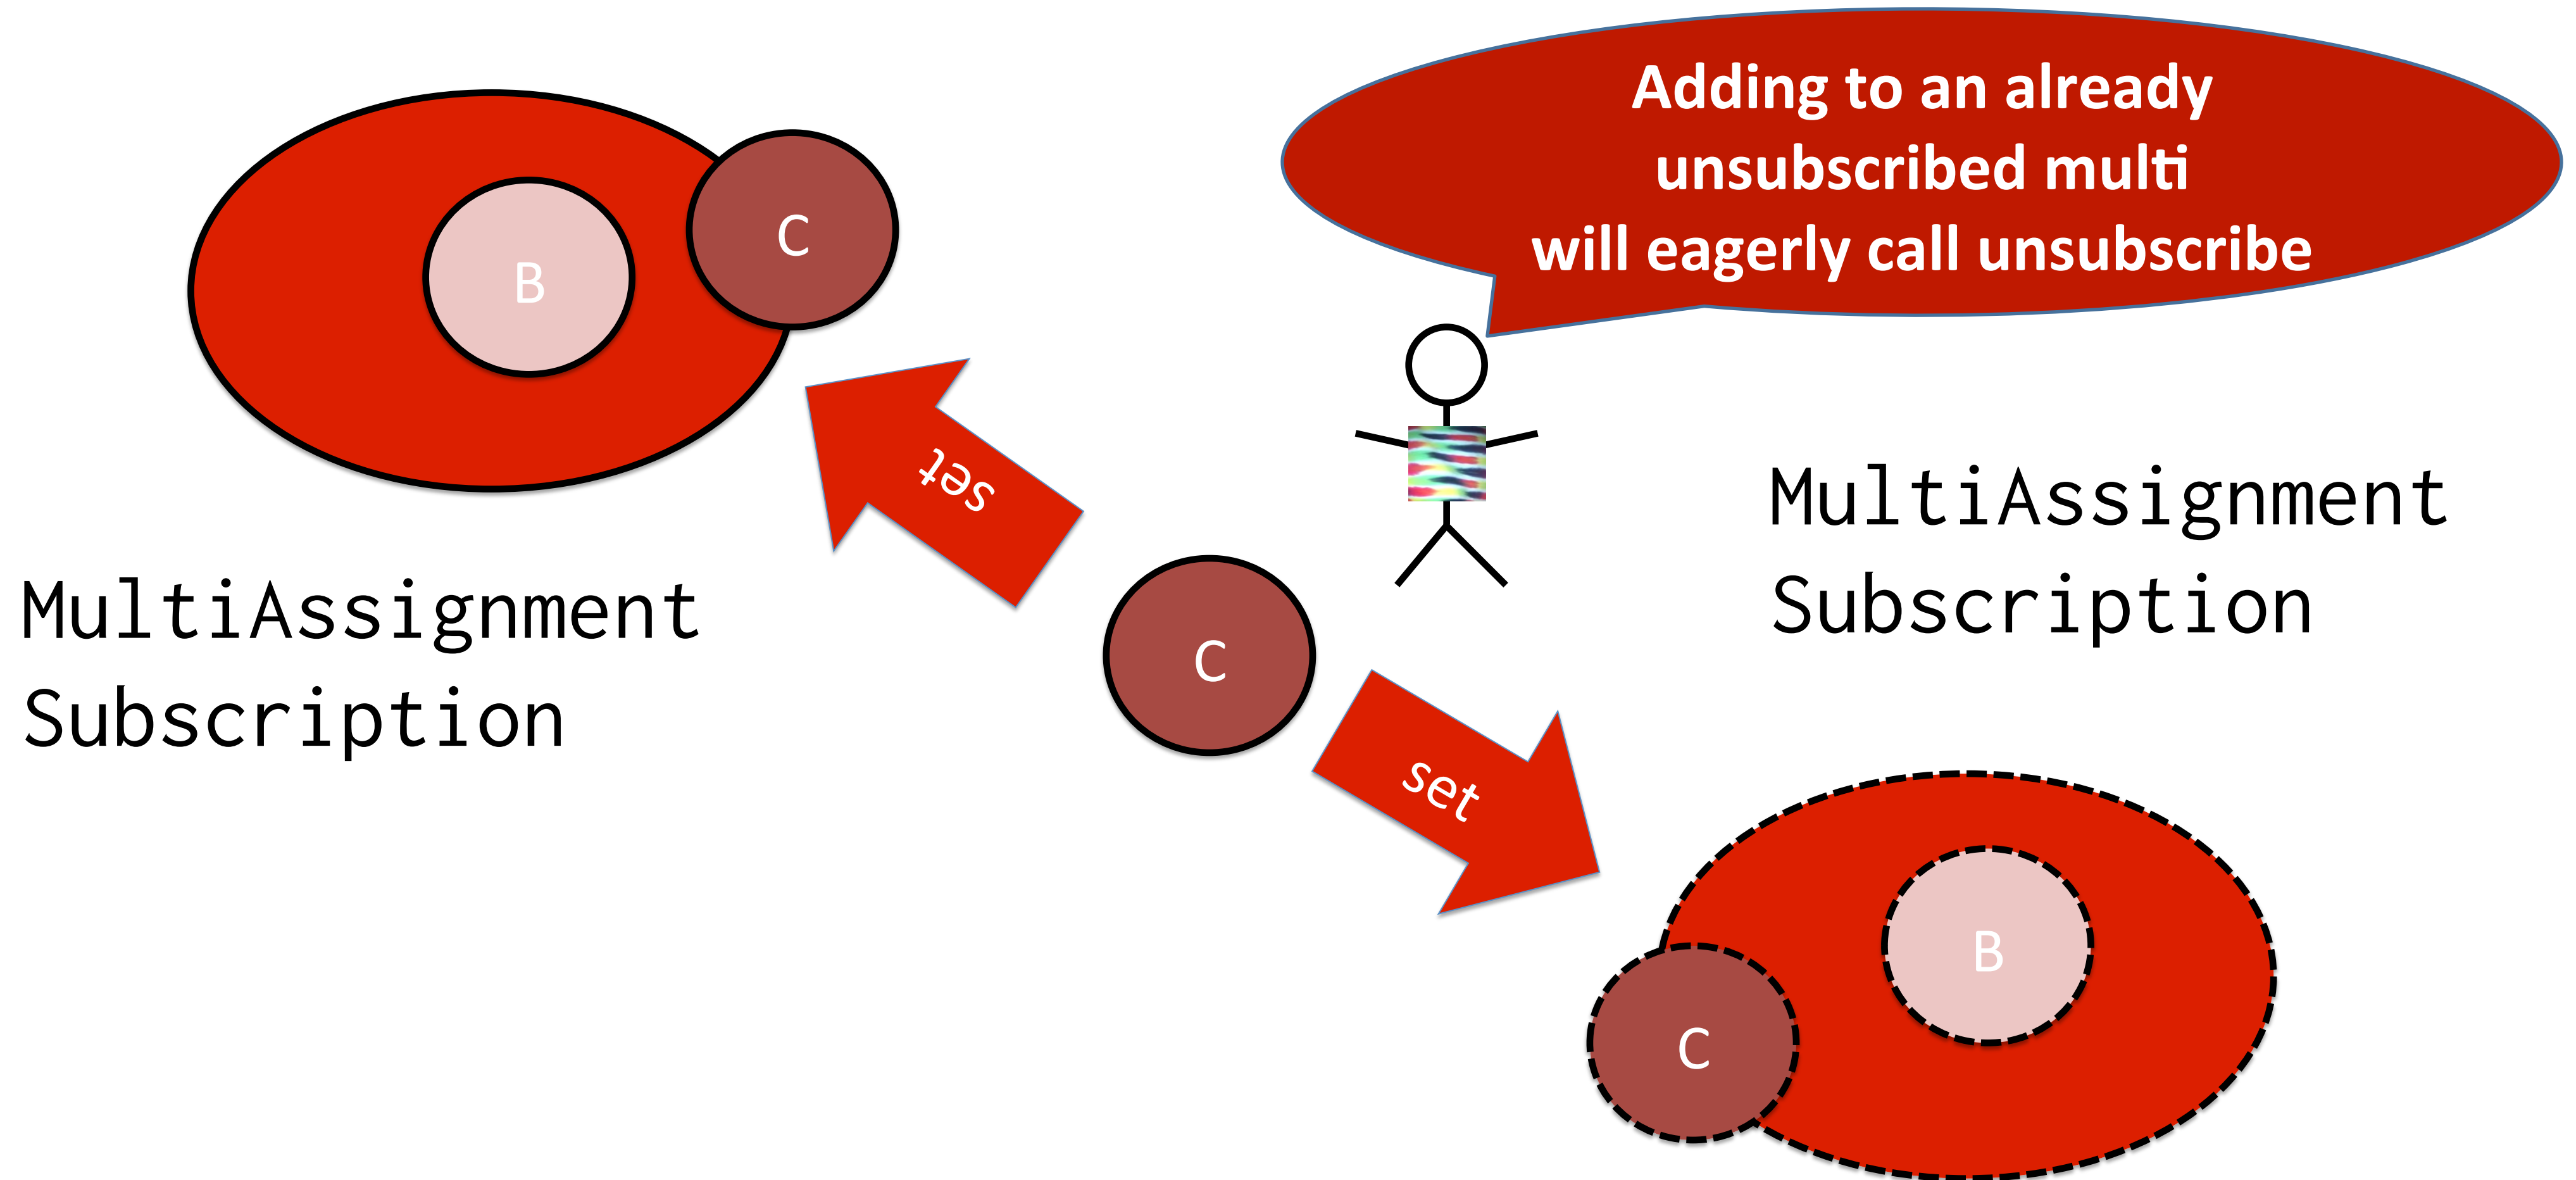 Adding to an already
unsubscribed multi
will eagerly call unsubscribe
C
B
set
MultiAssignment
Subscription
MultiAssignment
Subscription
C
set
B
C